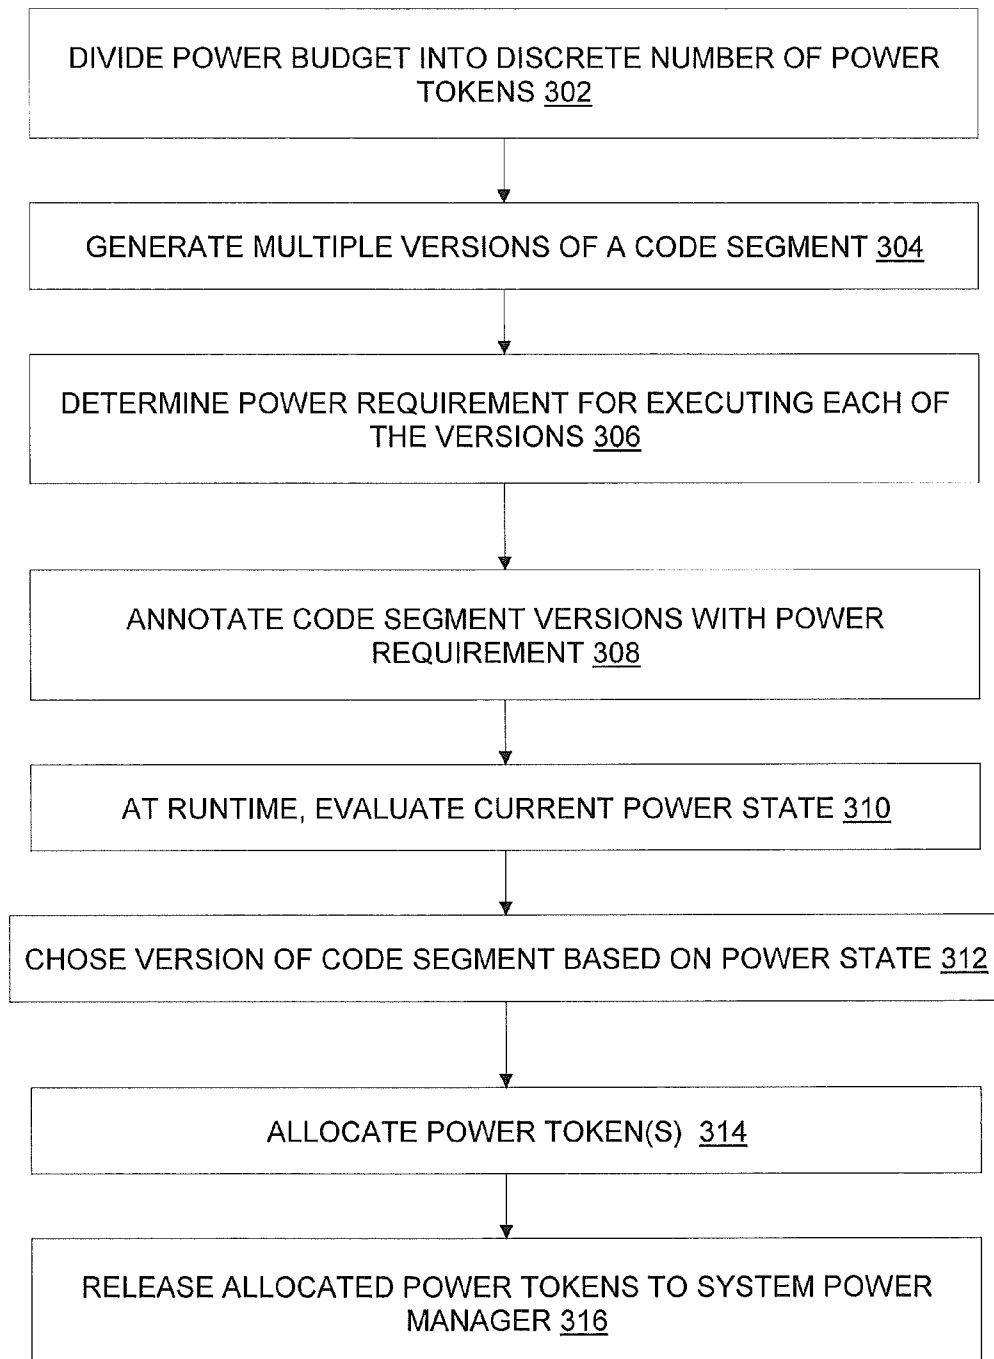 DIVIDE POWER BUDGET INTO DISCRETE NUMBER OF POWER
TOKENS 302
GENERATE MULTIPLE VERSIONS OF A CODE SEGMENT 304
DETERMINE POWER REQUIREMENT FOR EXECUTING EACH OF
THE VERSIONS 306
ANNOTATE CODE SEGMENT VERSIONS WITH POWER
REQUIREMENT 308
AT RUNTIME, EVALUATE CURRENT POWER STATE 310
CHOSE VERSION OF CODE SEGMENT BASED ON POWER STATE 312
ALLOCATE POWER TOKEN(S) 314
RELEASE ALLOCATED POWER TOKENS TO SYSTEM POWER
MANAGER 316